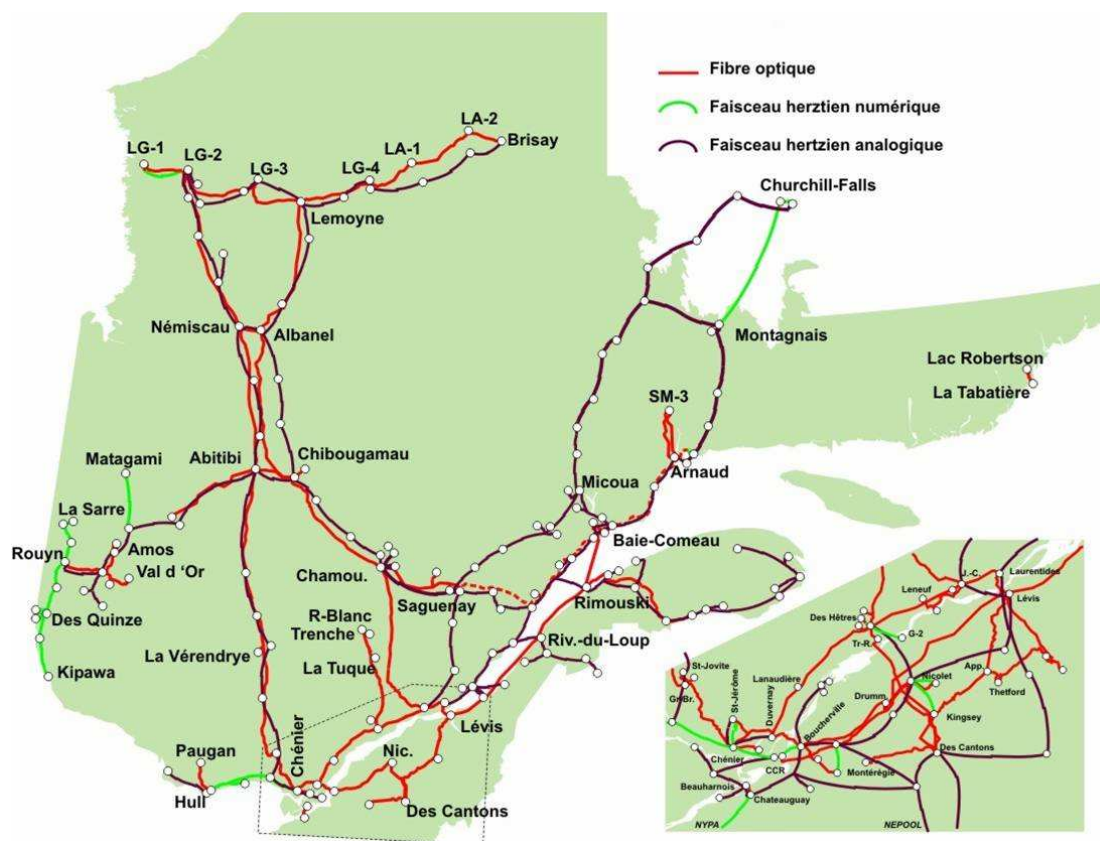 Fibre optique
Faisceau herztien numérique
Faisceau hertzien analogique
LA-2
Brisay
LG-1
LG-2
LG-3
LG-4
LA-1
Lemoyne
Churchill-Falls
Némiscau
Albanel
Montagnais
Lac Robertson
La Tabatière
SM-3
Matagami
Abitibi
Chibougamau
Arnaud
Micoua
La Sarre
Rouyn
Amos
Val d ‘Or
Baie-Comeau
Chamou.
Saguenay
Rimouski
Des Quinze
R-Blanc
Trenche
Riv.-du-Loup
La Vérendrye
La Tuque
Kipawa
Lévis
Chénier
Nic.
Paugan
Hull
Des Cantons
J.-C.
Laurentides
Leneuf
Lévis
Des Hêtres
G-2
Tr-R.
St-Jovite
App.
Nicolet
Thetford
Lanaudière
Gr-Br.
St-Jérôme
Duvernay
Drumm.
Boucherville
Kingsey
Chénier
Des Cantons
CCR
Montérégie
Beauharnois
Chateauguay
NYPA
NEPOOL